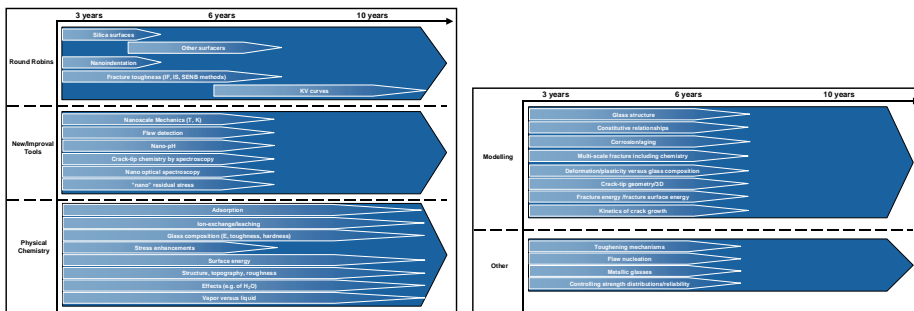 3 years 6 years 10 years
Round Robins
Silica surfaces
Other surfacers
Nanoindentation
Fracture toughness (IF, IS, SENB methods)
KV curves
New/Improval
Tools
Nanoscale Mechanics (T, K)
Flaw detection
Nano-pH
Crack-tip chemistry by spectroscopy
Nano optical spectroscopy
"nano" residual stress
Physical
Chemistry
Adsorption
Ion-exchange/leaching
Glass composition (E, toughness, hardness)
Stress enhancements
Surface energy
Structure, topography, roughness
Effects (e.g. of H₂O)
Vapor versus liquid
3 years 6 years 10 years
Modelling
Glass structure
Constitutive relationships
Corrosion/aging
Multi-scale fracture including chemistry
Deformation/plasticity versus glass composition
Crack-tip geometry/3D
Fracture energy /fracture surface energy
Kinetics of crack growth
Other
Toughening mechanisms
Flaw nucleation
Metallic glasses
Controlling strength distributions/reliability